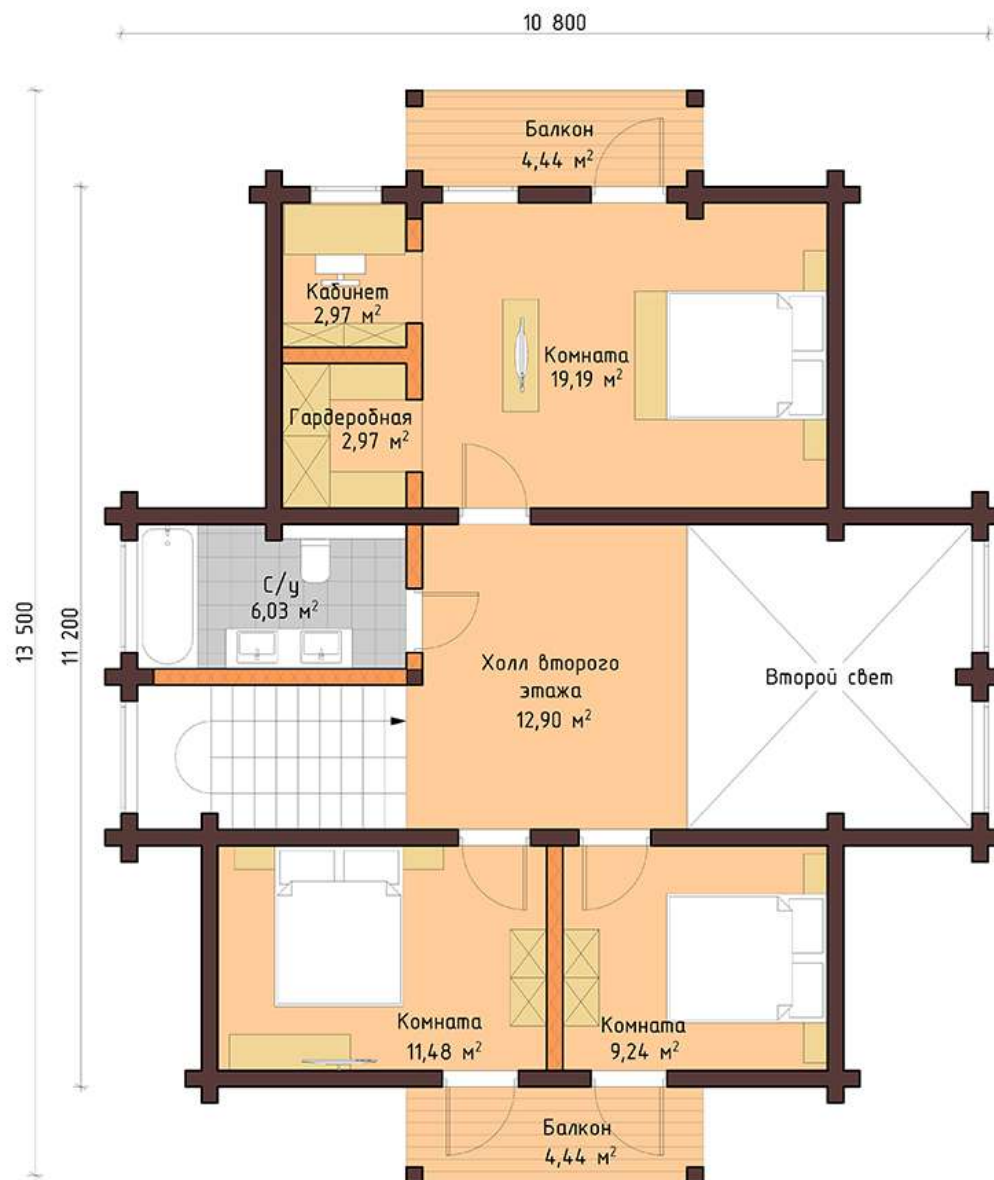 10 800
Балкон
4,44 м²
Кабинет
2,97 м²
Комната
19,19 м²
Гардеробная
2,97 м²
С/у
6,03 м²
13 500
11 200
Холл второго
этажа
12,90 м²
Второй свет
Комната
11,48 м²
Комната
9,24 м²
Балкон
4,44 м²